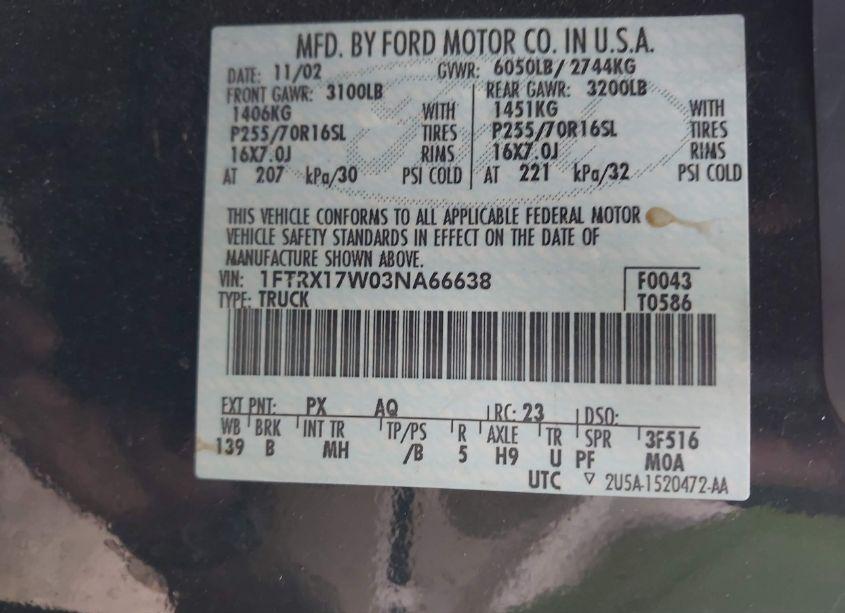 MFD. BY FORD MOTOR CO. IN U.S.A.
DATE: 11/02 GVWR: 6050LB/ 2744KG
FRONT GAWR: 3100LB REAR GAWR: 3200LB
1406KG WITH 1451KG WITH
P255/70R16SL TIRES P255/70R16SL TIRES
16X7.0J RIMS 16X7.0J RIMS
AT 207 kPa/30 PSI COLD AT 221 kPa/32 PSI COLD
THIS VEHICLE CONFORMS TO ALL APPLICABLE FEDERAL MOTOR
VEHICLE SAFETY STANDARDS IN EFFECT ON THE DATE OF
MANUFACTURE SHOWN ABOVE.
VIN: 1FTRX17W03NA66638 F0043
TYPE: TRUCK T0586
EXT PNT: PX AQ RC: 23 DSO:
WB BRK INT TR TP/PS R AXLE TR SPR 3F516
139 B MH /B 5 H9 U PF M0A
UTC ▽ 2U5A-1520472-AA